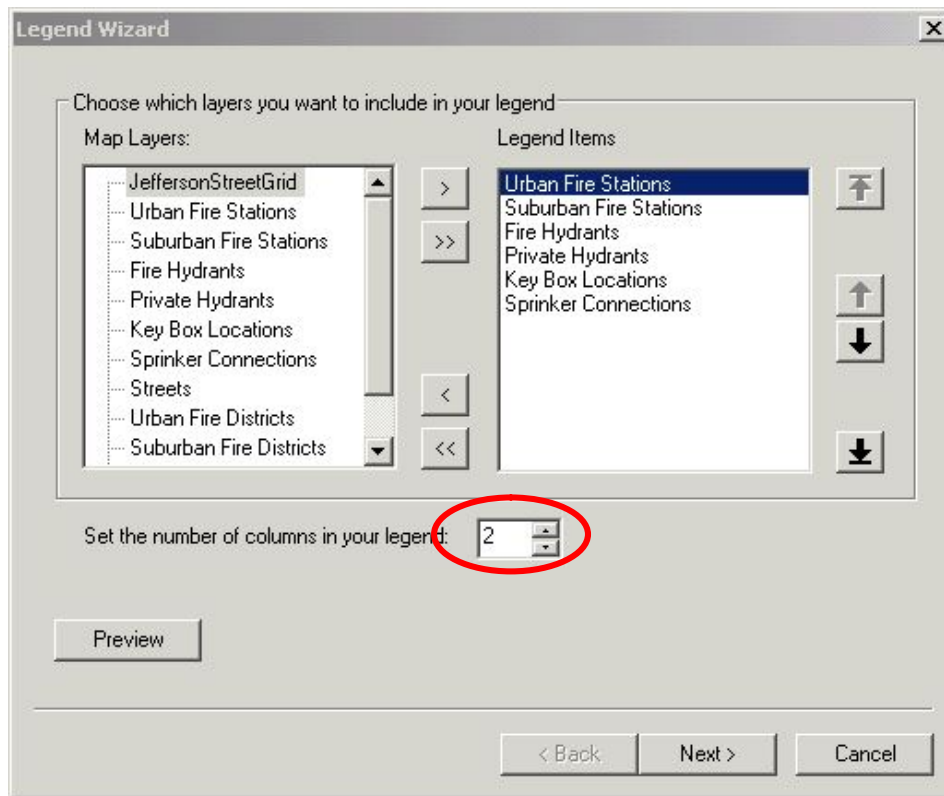 Legend Wizard
Choose which layers you want to include in your legend
Map Layers:
JeffersonStreetGrid
Urban Fire Stations
Suburban Fire Stations
Fire Hydrants
Private Hydrants
Key Box Locations
Sprinker Connections
Streets
Urban Fire Districts
Suburban Fire Districts
>
>>
<
<<
Legend Items
Urban Fire Stations
Suburban Fire Stations
Fire Hydrants
Private Hydrants
Key Box Locations
Sprinker Connections
Set the number of columns in your legend: 2
Preview
< Back Next > Cancel